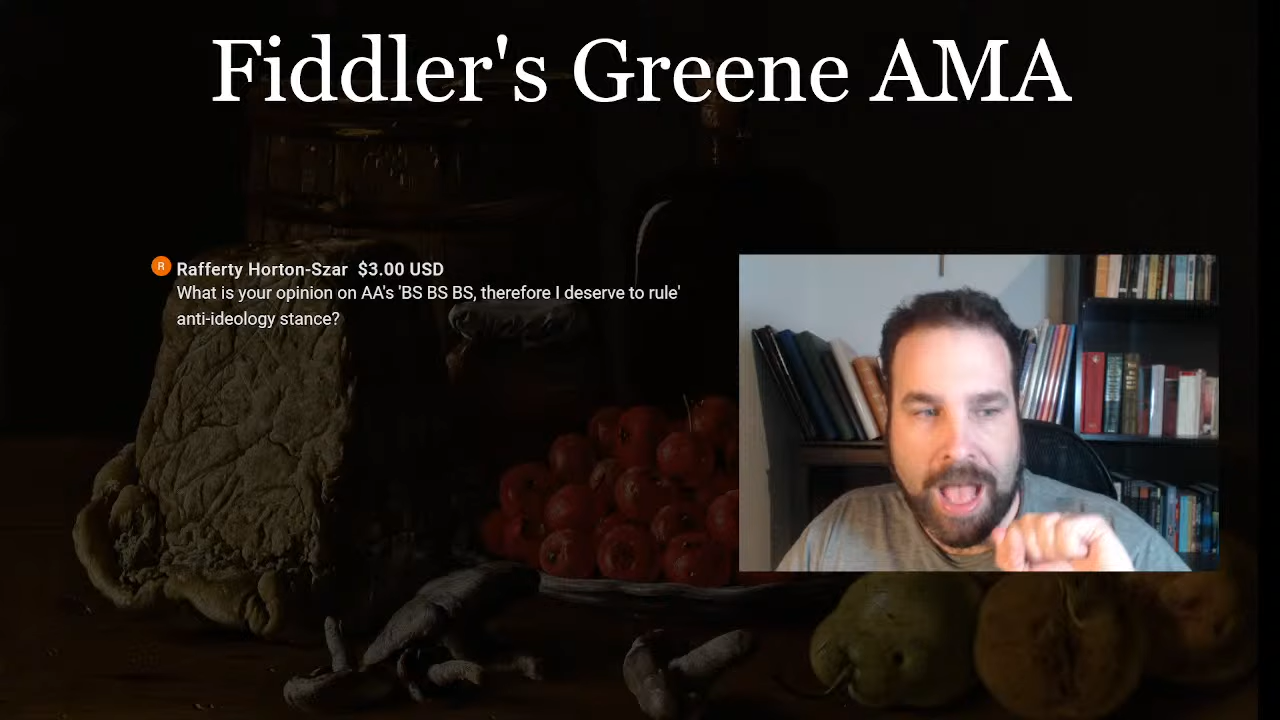 Fiddler's Greene AMA
R Rafferty Horton-Szar $3.00 USD
What is your opinion on AA's 'BS BS BS, therefore I deserve to rule'
anti-ideology stance?